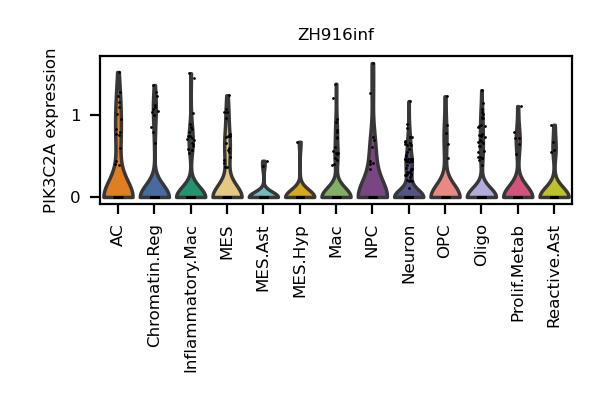 ZH916inf
PIK3C2A expression
1
0
AC
Chromatin.Reg
Inflammatory.Mac
MES
MES.Ast
MES.Hyp
Mac
NPC
Neuron
OPC
Oligo
Prolif.Metab
Reactive.Ast